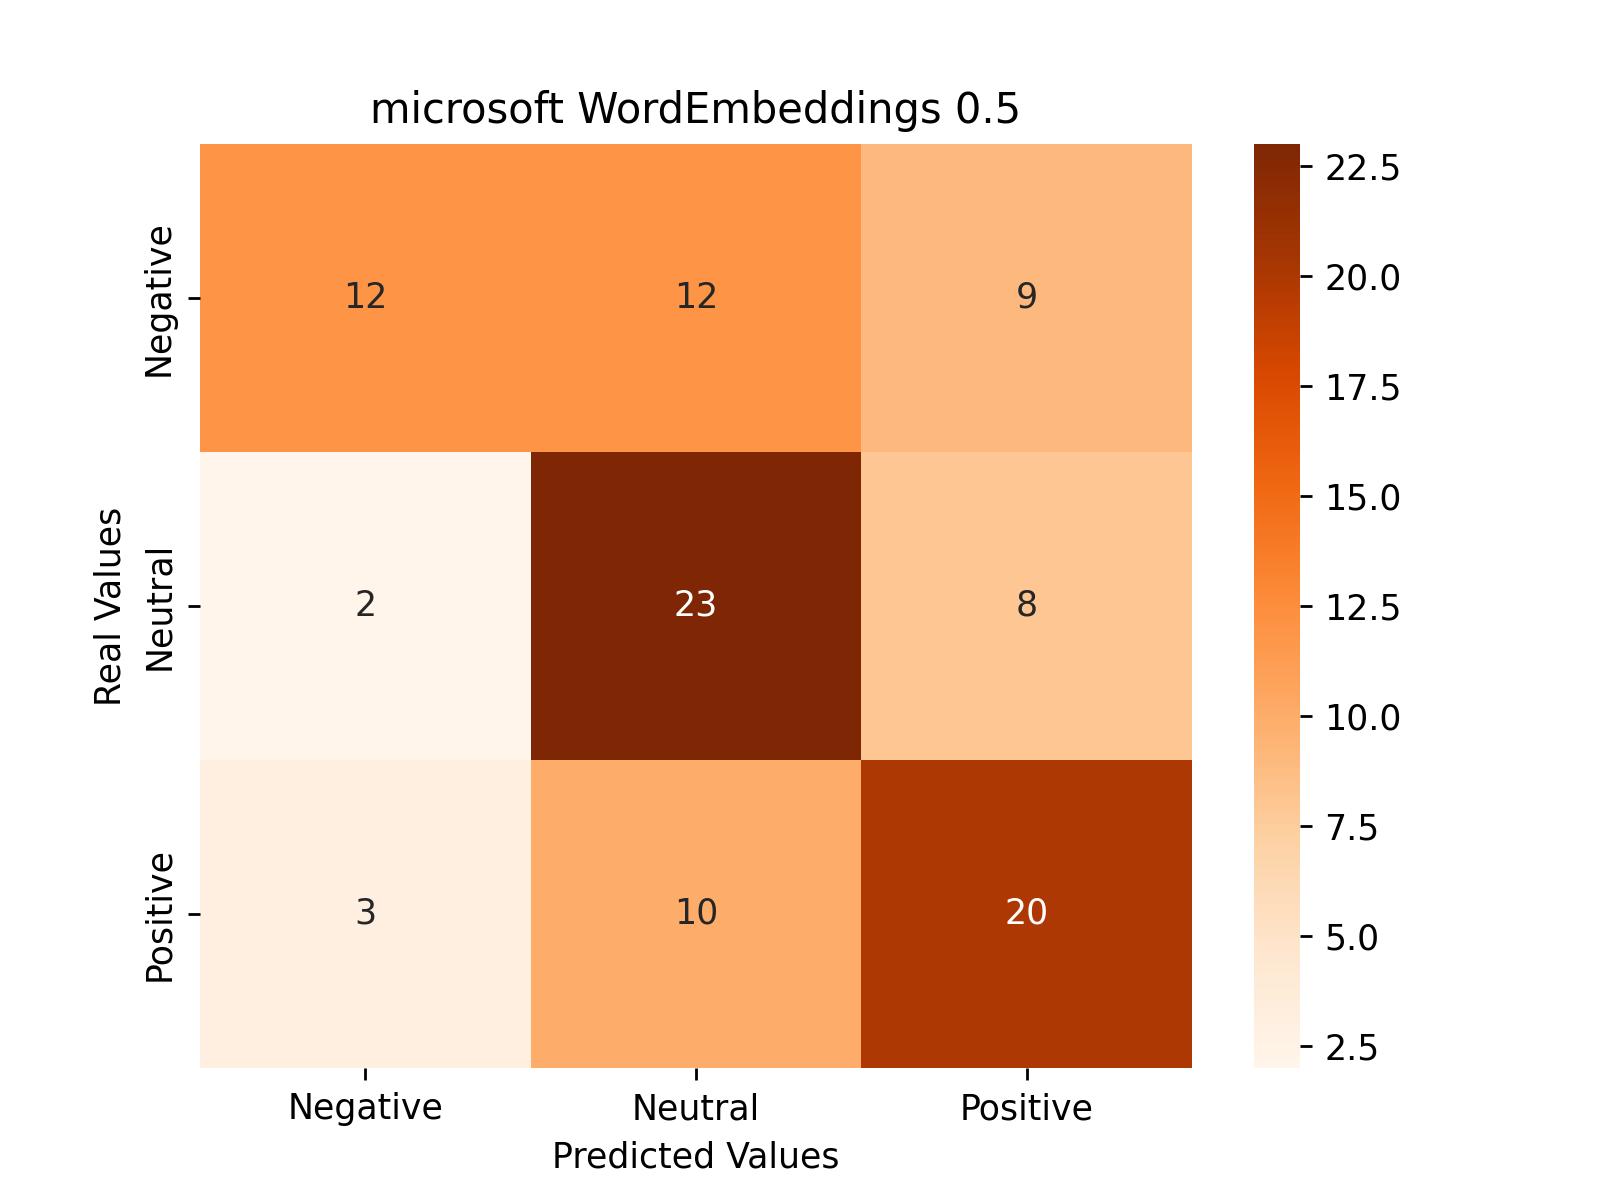 microsoft WordEmbeddings 0.5
Real Values
Negative
12 12 9
Neutral
2 23 8
Positive
3 10 20
Negative Neutral Positive
Predicted Values
22.5
20.0
17.5
15.0
12.5
10.0
7.5
5.0
2.5